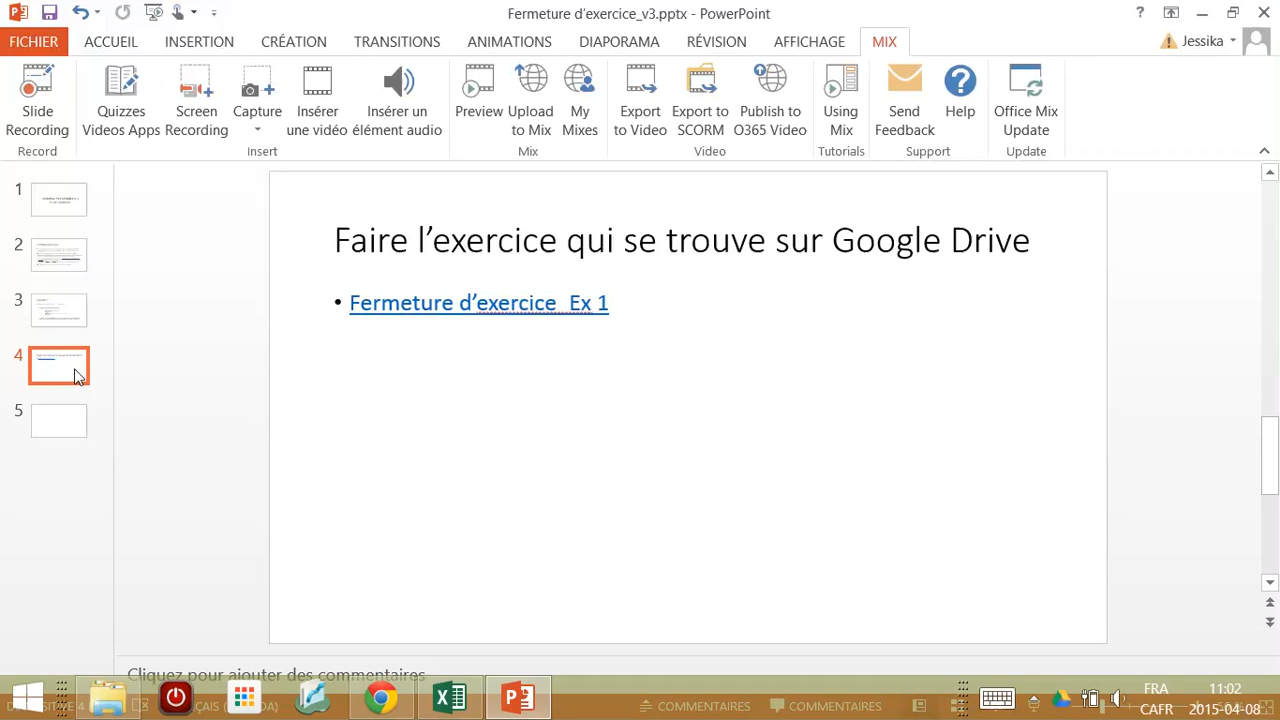 Fermeture d'exercice_v3.pptx - PowerPoint
?
FICHIER ACCUEIL INSERTION CRÉATION TRANSITIONS ANIMATIONS DIAPORAMA RÉVISION AFFICHAGE MIX Jessika
Slide Recording
Quizzes Videos Apps
Screen Recording
Capture
Insérer une vidéo
Insérer un élément audio
Preview
Upload to Mix
My Mixes
Export to Video
Export to SCORM
Publish to O365 Video
Using Mix
Send Feedback
Help
Office Mix Update
Record Insert Mix Video Tutorials Support Update
1
2
3
4
5
Faire l’exercice qui se trouve sur Google Drive
• Fermeture d’exercice Ex 1
Cliquez pour ajouter des commentaires
COMMENTAIRES COMMENTAIRES
FRA 11:02
CAFR 2015-04-08